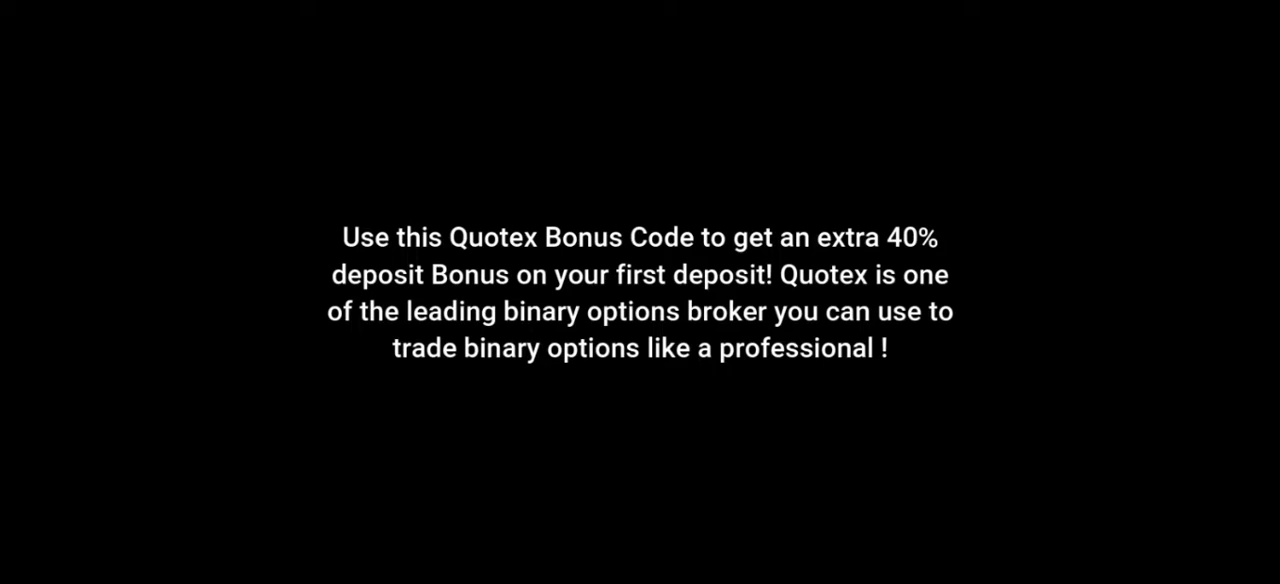 Use this Quotex Bonus Code to get an extra 40%
deposit Bonus on your first deposit! Quotex is one
of the leading binary options broker you can use to
trade binary options like a professional !